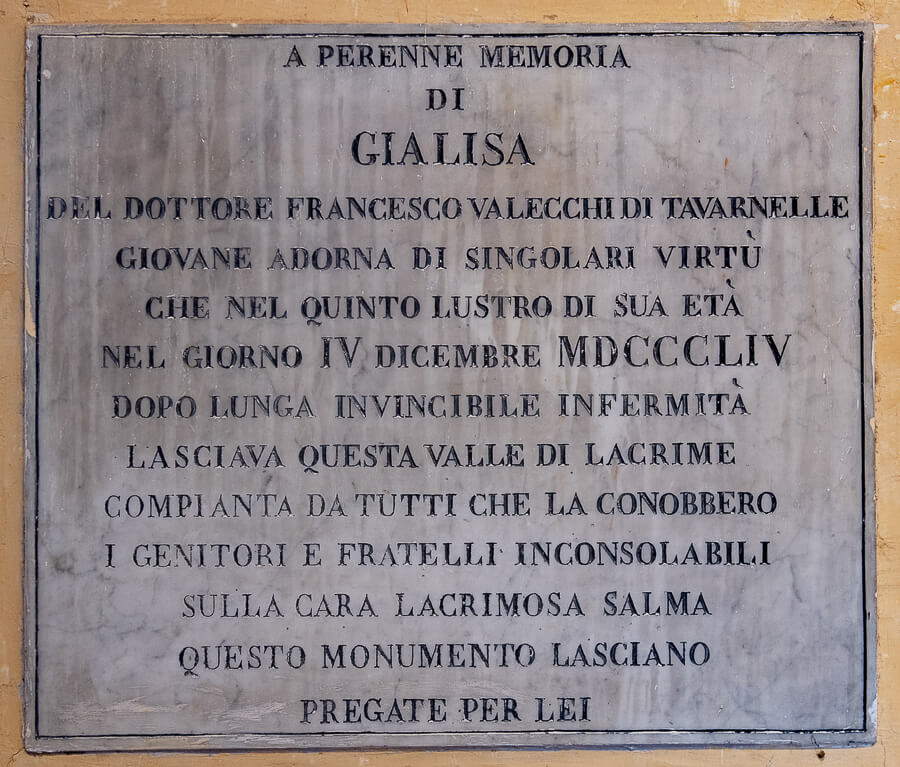 A PERENNE MEMORIA
DI
GIALISA
DEL DOTTORE FRANCESCO VALECCHI DI TAVARNELLE
GIOVANE ADORNA DI SINGOLARI VIRTÙ
CHE NEL QUINTO LUSTRO DI SUA ETÀ
NEL GIORNO IV DICEMBRE MDCCCCLIV
DOPO LUNGA INVINCIBILE INFERMITÀ
LASCIAVA QUESTA VALLE DI LACRIME
COMPIANTA DA TUTTI CHE LA CONOBBERO
I GENITORI E FRATELLI INCONSOLABILI
SULLA CARA LACRIMOSA SALMA
QUESTO MONUMENTO LASCIANO
PREGATE PER LEI